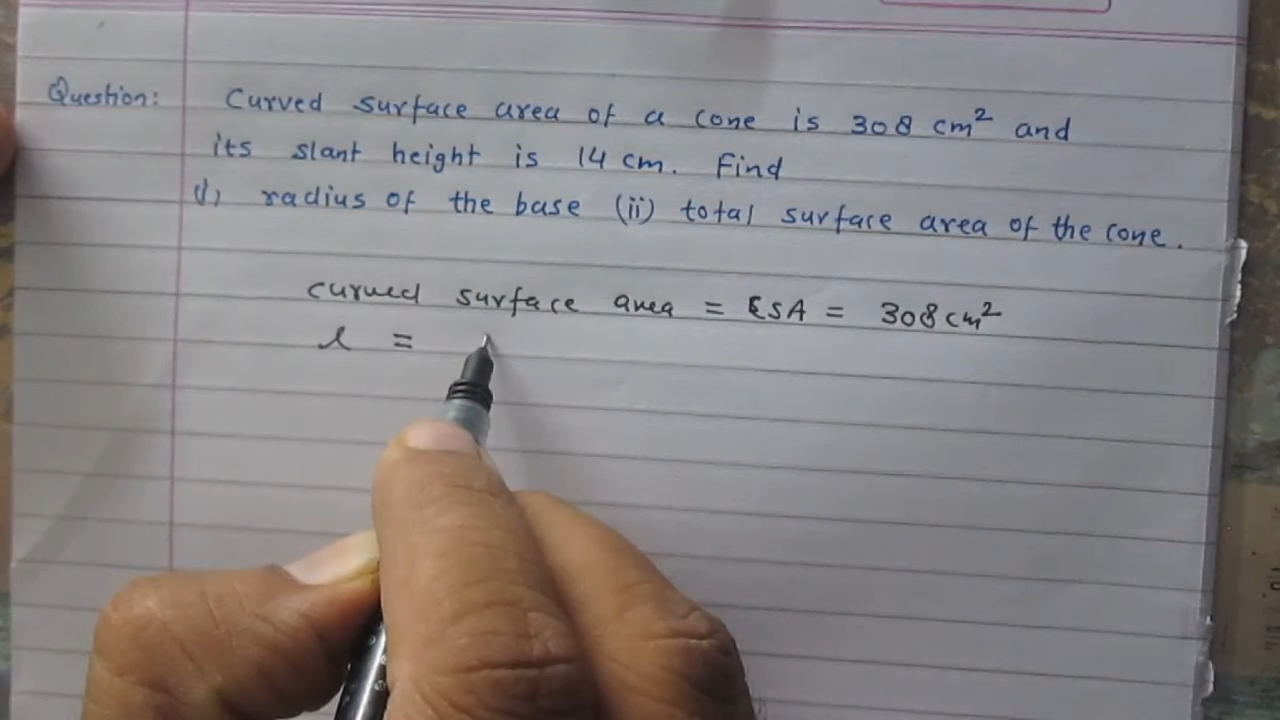 Question: Curved surface area of a cone is 308 cm² and
its slant height is 14 cm. Find
(i) radius of the base (ii) total surface area of the cone.
curved surface area = CSA = 308 cm²
l =